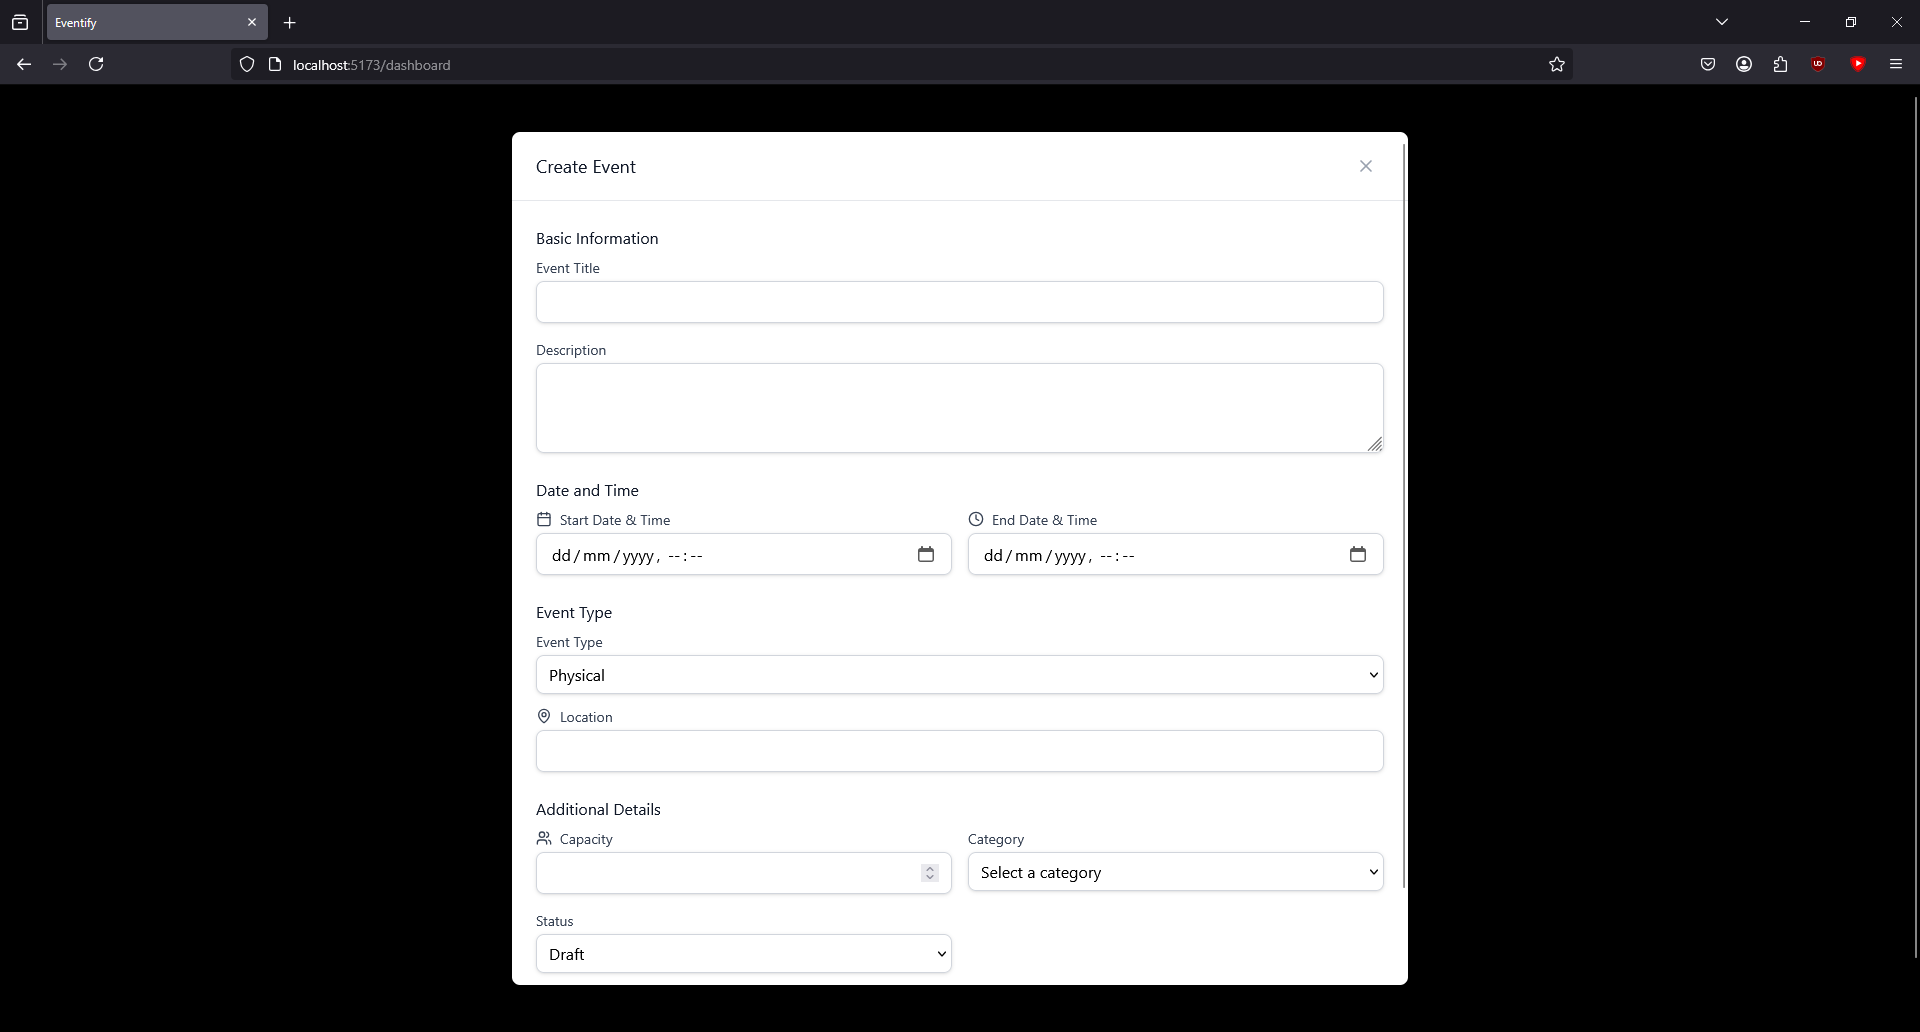 Eventify
localhost:5173/dashboard
Create Event
Basic Information
Event Title
Description
Date and Time
Start Date & Time
End Date & Time
dd/mm/yyyy, --:--
dd/mm/yyyy, --:--
Event Type
Event Type
Physical
Location
Additional Details
Capacity
Category
Select a category
Status
Draft